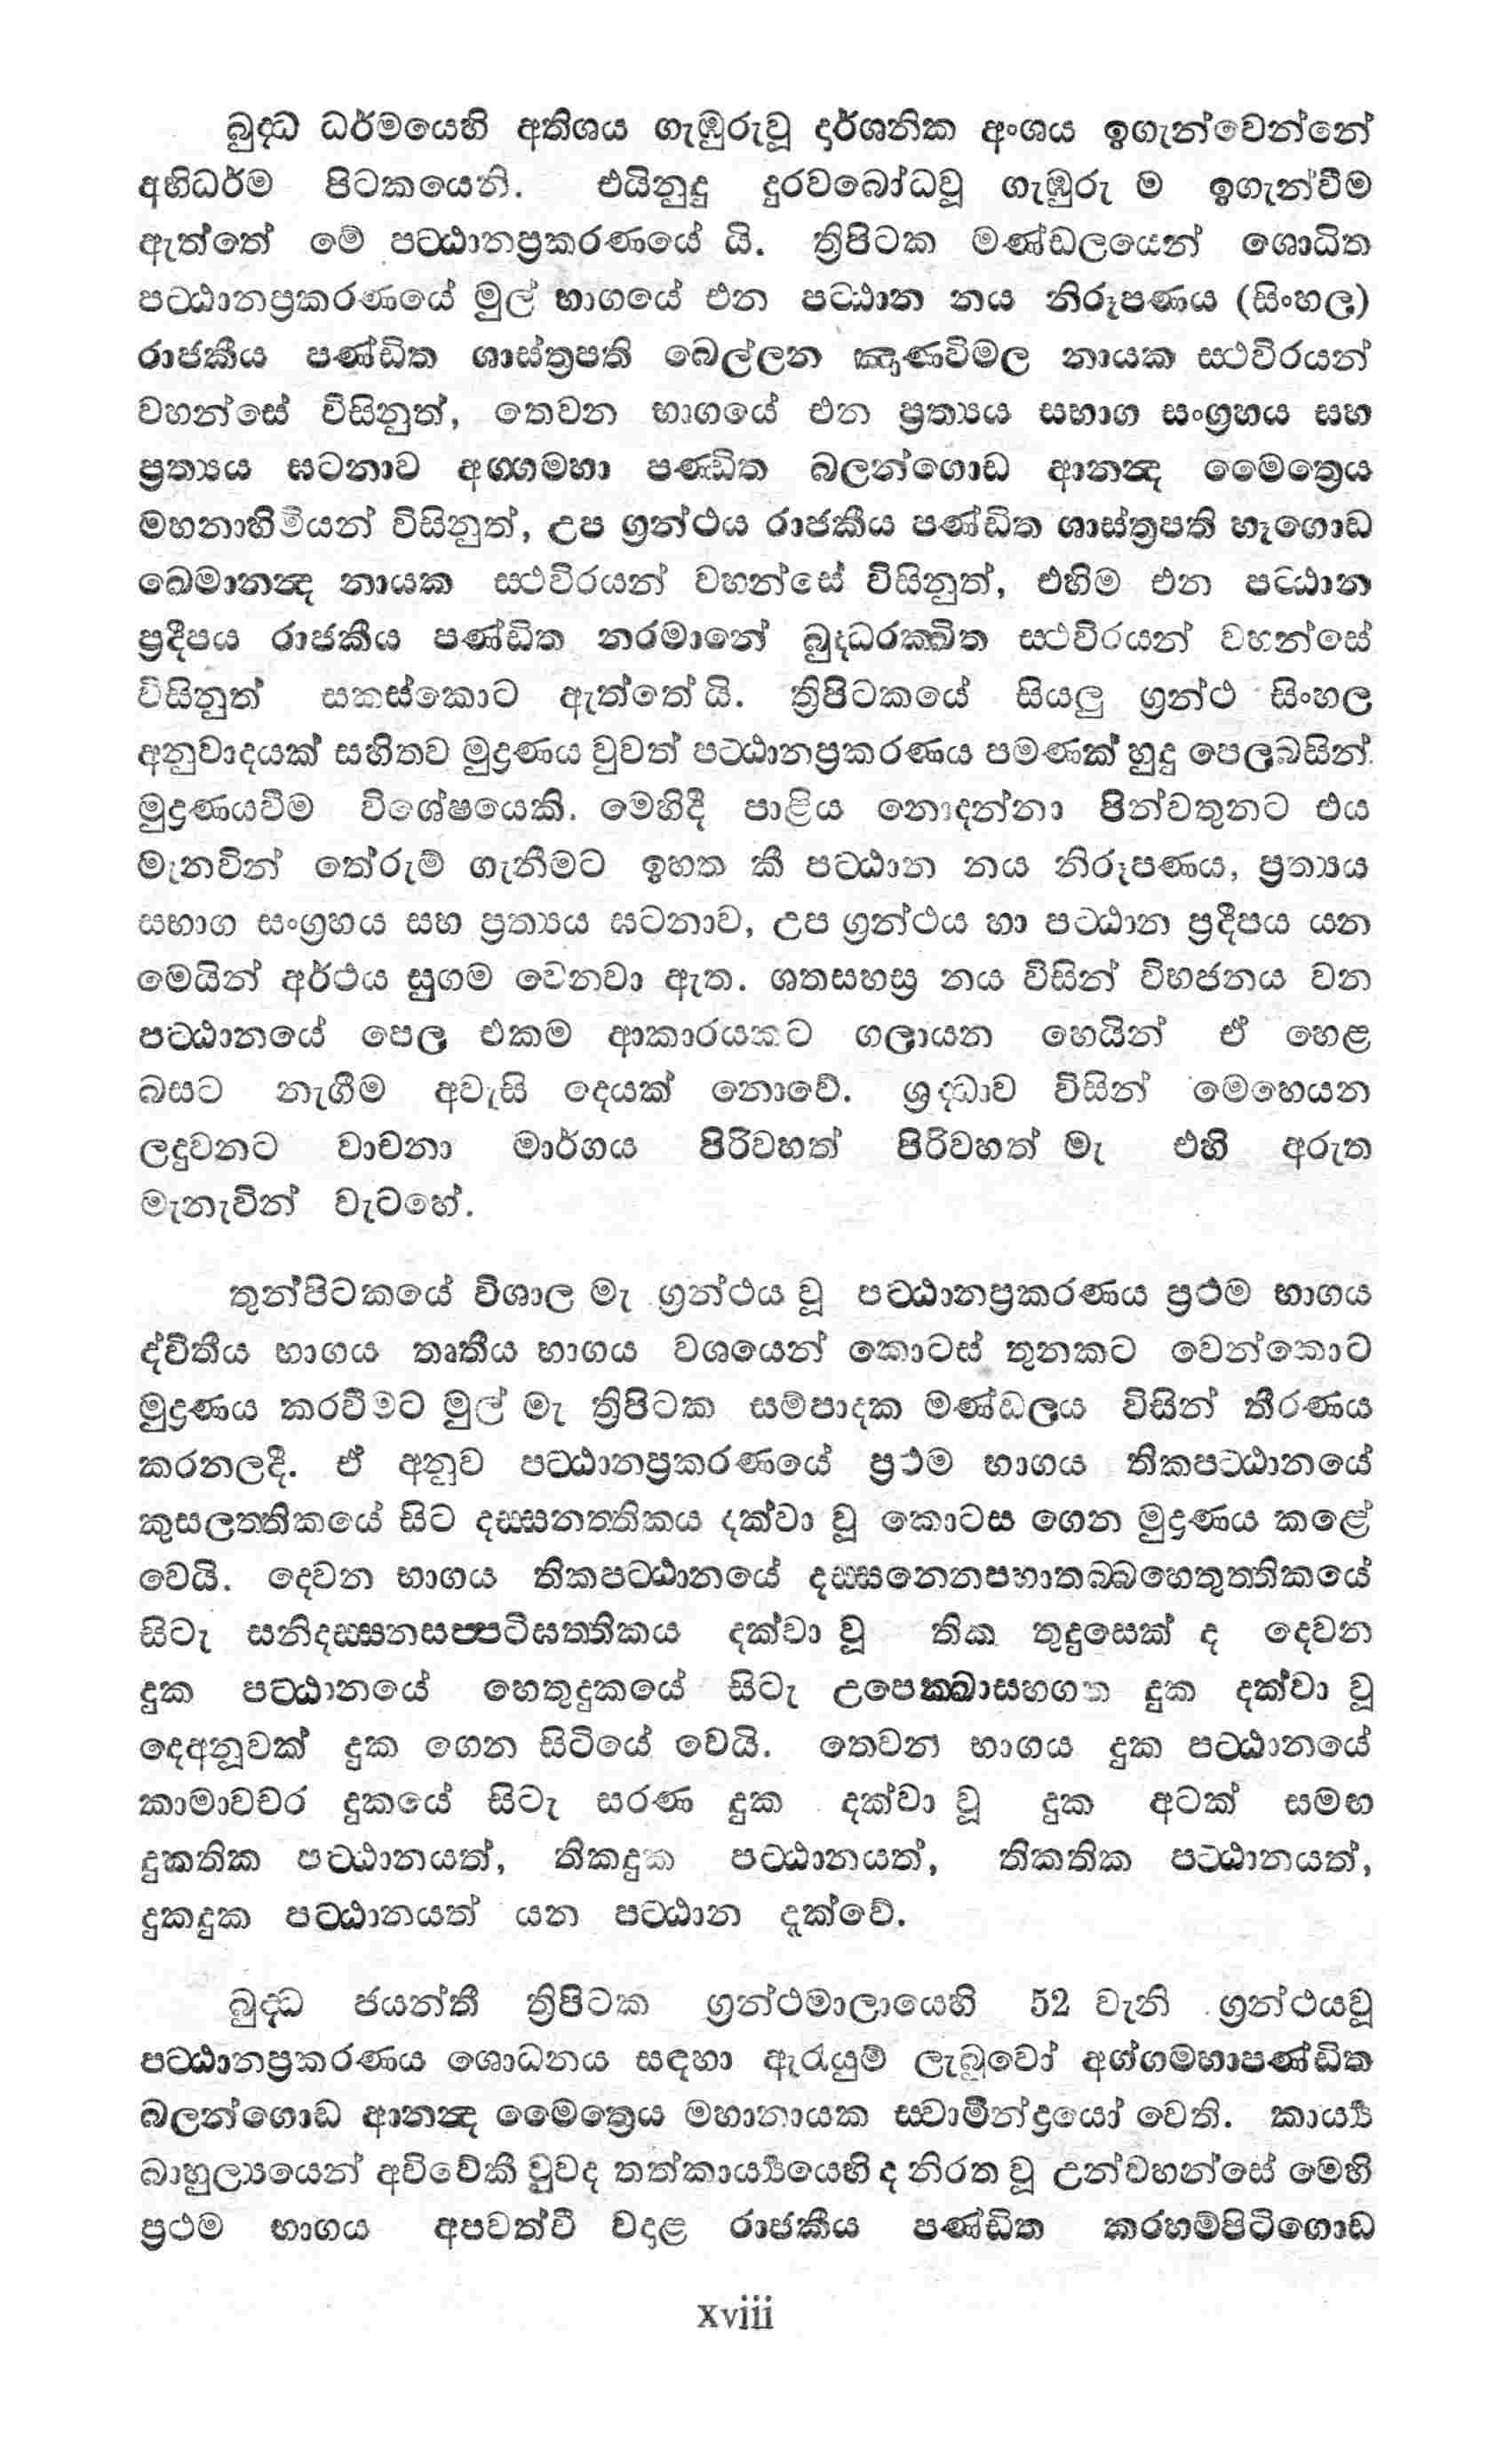 බුද්ධ ධර්මයෙහි අතිශය ගැඹුරුවූ දාර්ශනික අංශය ඉගැන්වෙන්නේ
අභිධර්ම පිටකයෙනි. එයිනුදු දුරවබෝධවූ ගැඹුරු ම ඉගැන්වීම
ඇත්තේ මේ පට්ඨානප්‍රකරණයේ යි. ත්‍රිපිටක මණ්ඩලයෙන් ශොධිත
පට්ඨානප්‍රකරණයේ මුල් භාගයේ එන පට්ඨාන නය නිරූපණය (සිංහල)
රාජකීය පණ්ඩිත ශාස්ත්‍රපති බෙල්ලන ඤාණවිමල නායක ස්ථවිරයන්
වහන්සේ විසිනුත්, තෙවන භාගයේ එන ප්‍රත්‍යය සභාග සංග්‍රහය සහ
ප්‍රත්‍යය ඝටනාව අග්ගමහා පණ්ඩිත බලන්ගොඩ ආනන්ද මෛත්‍රෙය
මහනාහිමියන් විසිනුත්, උප ග්‍රන්ථය රාජකීය පණ්ඩිත ශාස්ත්‍රපති හෑගොඩ
ඛෙමානන්ද නායක ස්ථවිරයන් වහන්සේ විසිනුත්, එහිම එන පට්ඨාන
ප්‍රදීපය රාජකීය පණ්ඩිත නරමානේ බුද්ධරක්ඛිත ස්ථවිරයන් වහන්සේ
විසිනුත් සකස්කොට ඇත්තේ යි. ත්‍රිපිටකයේ සියලු ග්‍රන්ථ සිංහල
අනුවාදයක් සහිතව මුද්‍රණය වුවත් පට්ඨානප්‍රකරණය පමණක් හුදු පෙලබසින්
මුද්‍රණයවීම විශේෂයෙකි. මෙහිදී පාළිය නොදන්නා පින්වතුනට එය
මැනවින් තේරුම් ගැනීමට ඉහත කී පට්ඨාන නය නිරූපණය, ප්‍රත්‍යය
සභාග සංග්‍රහය සහ ප්‍රත්‍යය ඝටනාව, උප ග්‍රන්ථය හා පට්ඨාන ප්‍රදීපය යන
මෙයින් අර්ථය සුගම වෙනවා ඇත. ශතසහස්‍ර නය විසින් විභජනය වන
පට්ඨානයේ පෙල එකම ආකාරයකට ගලායන හෙයින් ඒ හෙළ
බසට නැගීම අවැසි දෙයක් නොවේ. ශ්‍රද්ධාව විසින් මෙහෙයන
ලදුවනට වාචනා මාර්ගය පිරිවහත් පිරිවහත් මැ එහි අරුත
මැනැවින් වැටහේ.
තුන්පිටකයේ විශාල මැ ග්‍රන්ථය වූ පට්ඨානප්‍රකරණය ප්‍රථම භාගය
ද්විතීය භාගය තෘතීය භාගය වශයෙන් කොටස් තුනකට වෙන්කොට
මුද්‍රණය කරවීමට මුල් මැ ත්‍රිපිටක සම්පාදක මණ්ඩලය විසින් තීරණය
කරනලදී. ඒ අනුව පට්ඨානප්‍රකරණයේ ප්‍රථම භාගය තිකපට්ඨානයේ
කුසලත්තිකයේ සිට දස්සනත්තිකය දක්වා වූ කොටස ගෙන මුද්‍රණය කළේ
වෙයි. දෙවන භාගය තිකපට්ඨානයේ දස්සනෙනපහාතබ්බහෙතුත්තිකයේ
සිටැ සනිදස්සනසප්පටිඝත්තිකය දක්වා වූ තික තුදුසෙක් ද දෙවන
දුක පට්ඨානයේ හෙතුදුකයේ සිටැ උපෙක්ඛාසහගත දුක දක්වා වූ
දෙඅනූවක් දුක ගෙන සිටියේ වෙයි. තෙවන භාගය දුක පට්ඨානයේ
කාමාවචර දුකයේ සිටැ සරණ දුක දක්වා වූ දුක අටක් සමඟ
දුකතික පට්ඨානයත්, තිකදුක පට්ඨානයත්, තිකතික පට්ඨානයත්,
දුකදුක පට්ඨානයත් යන පට්ඨාන දැක්වේ.
බුද්ධ ජයන්තී ත්‍රිපිටක ග්‍රන්ථමාලායෙහි 52 වැනි ග්‍රන්ථයවූ
පට්ඨානප්‍රකරණය ශොධනය සඳහා ඇරයුම් ලැබූවෝ අග්ගමහාපණ්ඩිත
බලන්ගොඩ ආනන්ද මෛත්‍රෙය මහානායක ස්වාමීන්ද්‍රයෝ වෙති. කාර්‍ය්‍ය
බාහුල්‍යයෙන් අවිවේකී වුවද තත්කාර්‍ය්‍යයෙහි ද නිරත වූ උන්වහන්සේ මෙහි
ප්‍රථම භාගය අපවත්වී වදාළ රාජකීය පණ්ඩිත කරහම්පිටිගොඩ
xviii